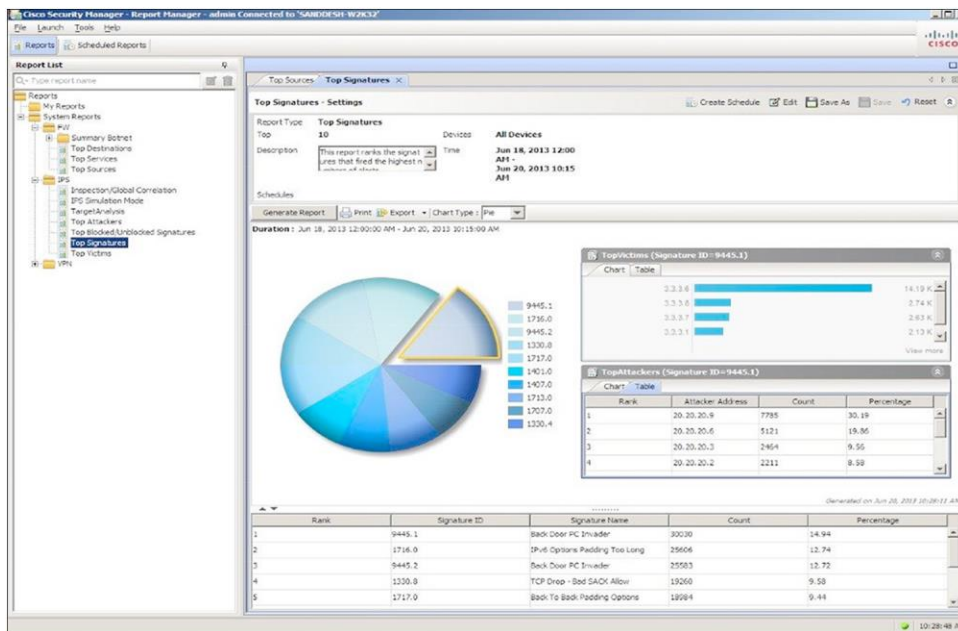 Cisco Security Manager - Report Manager - admin Connected to 'SANDDESH-W2K32'
File Launch Tools Help
Reports Scheduled Reports
CISCO
Report List
Type report name
Reports
My Reports
System Reports
FW
Summary Botnet
Top Destinations
Top Services
Top Sources
IPS
Inspection/Global Correlation
IPS Simulation Mode
TargetAnalysis
Top Attackers
Top Blocked/Unblocked Signatures
Top Signatures
Top Victims
VPN
Top Sources Top Signatures
Top Signatures - Settings Create Schedule Edit Save As Save Reset
Report Type Top Signatures
Top 10 Devices All Devices
Description This report ranks the signat Time Jun 18, 2013 12:00
ures that fired the highest n AM -
Jun 20, 2013 10:15
AM
Schedules
Generate Report Print Export Chart Type : Pie
Duration : Jun 18, 2013 12:00:00 AM - Jun 20, 2013 10:15:00 AM
9445.1
1716.0
9445.2
1330.8
1717.0
1401.0
1407.0
1713.0
1707.0
1330.4
TopVictims (Signature ID=9445.1)
Chart Table
3.3.3.6 14.19 K
3.3.3.8 2.74 K
3.3.3.7 2.63 K
3.3.3.1 2.13 K
View more
TopAttackers (Signature ID=9445.1)
Chart Table
Rank Attacker Address Count Percentage
1 20.20.20.9 7785 30.19
2 20.20.20.6 5121 19.86
3 20.20.20.3 2464 9.56
4 20.20.20.2 2211 8.58
Generated on Jun 20, 2013 AM
Rank Signature ID Signature Name Count Percentage
1 9445.1 Back Door PC Invader 30030 14.94
2 1716.0 IPv6 Options Padding Too Long 25606 12.74
3 9445.2 Back Door PC Invader 25583 12.72
4 1330.8 TCP Drop - Bad SACK Allow 19260 9.58
5 1717.0 Back To Back Padding Options 18984 9.44
10:28:48 A